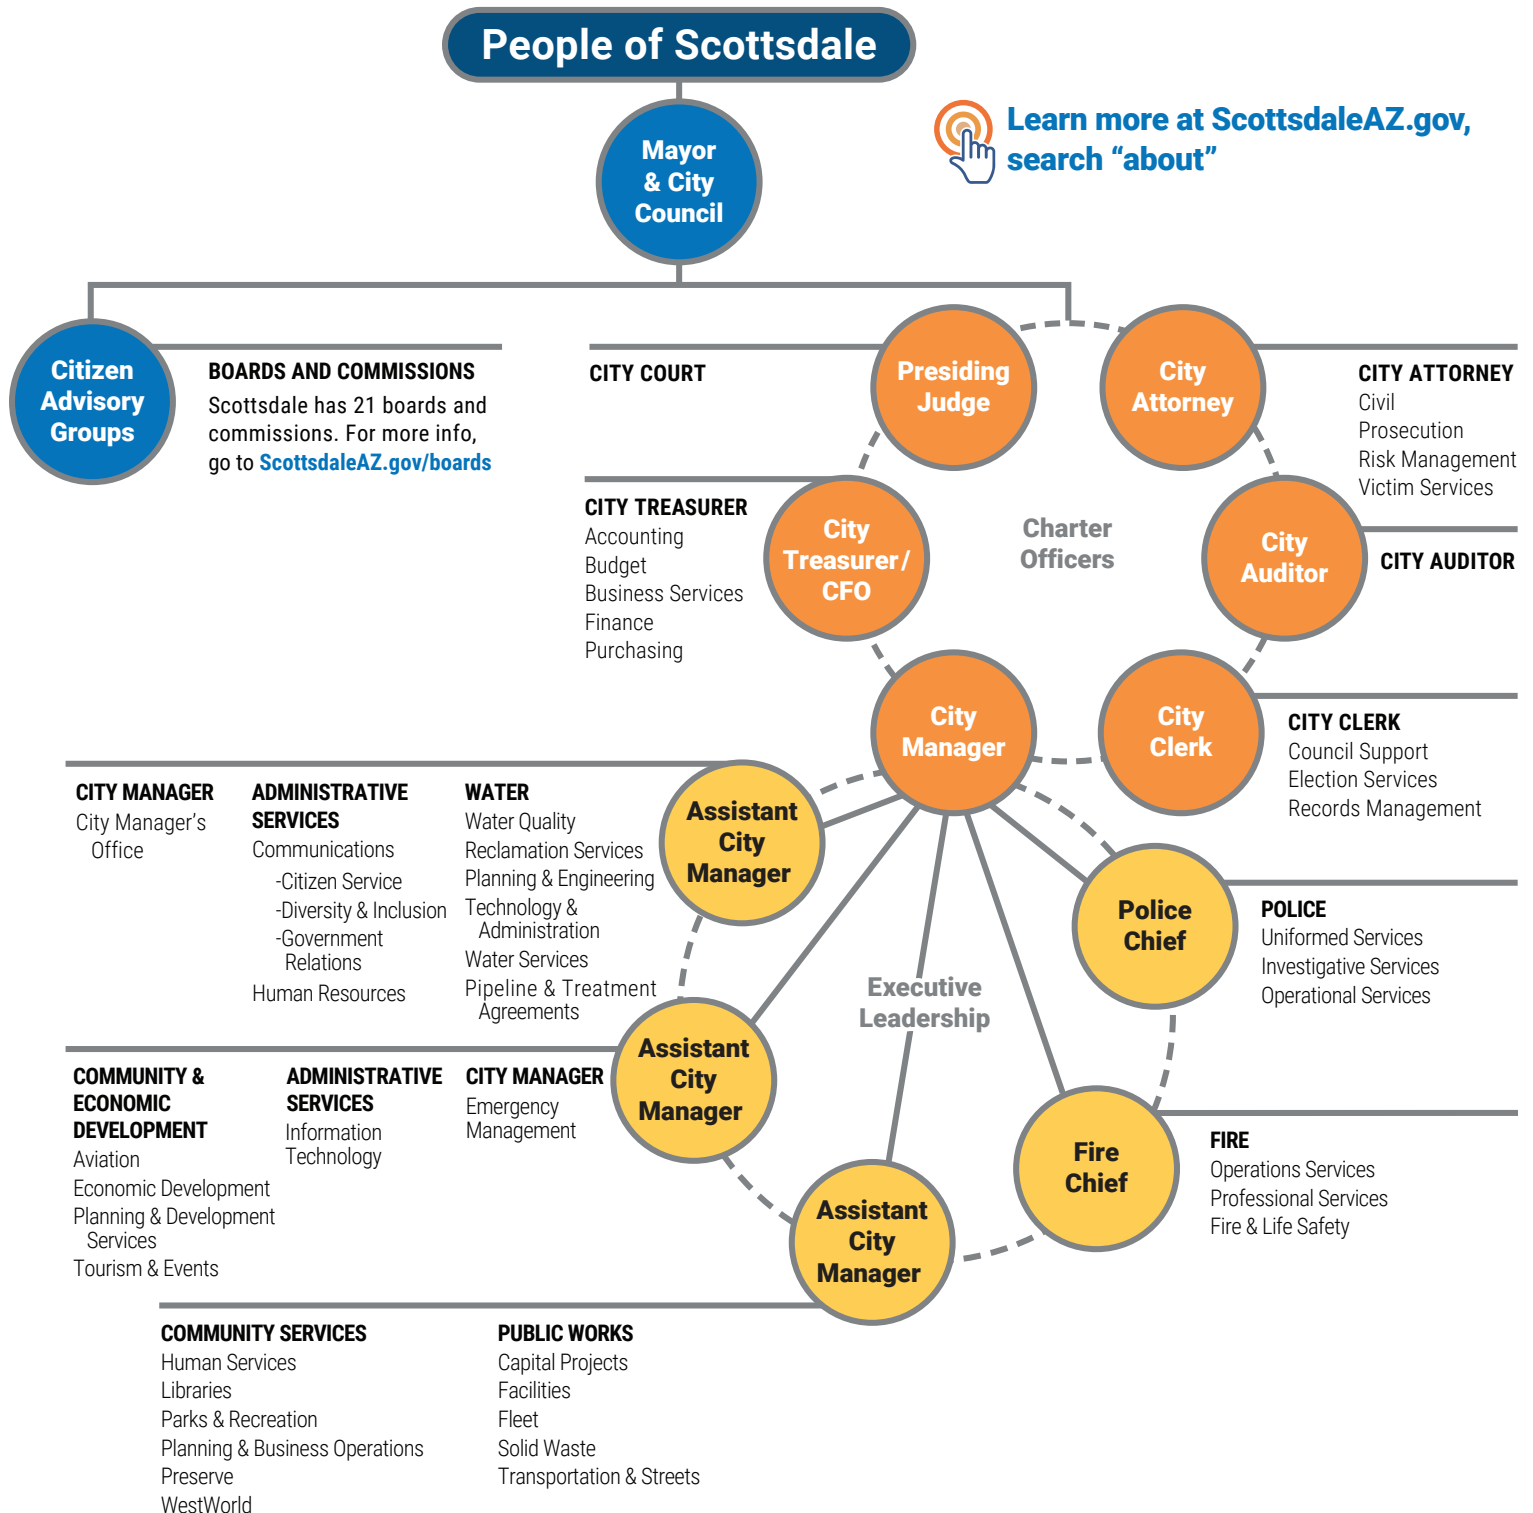 People of Scottsdale
Learn more at ScottsdaleAZ.gov,
search “about”
Mayor
& City
Council
Citizen
Advisory
Groups
BOARDS AND COMMISSIONS
Scottsdale has 21 boards and
commissions. For more info,
go to ScottsdaleAZ.gov/boards
CITY COURT
Presiding
Judge
City
Attorney
CITY ATTORNEY
Civil
Prosecution
Risk Management
Victim Services
CITY TREASURER
Accounting
Budget
Business Services
Finance
Purchasing
City
Treasurer/
CFO
Charter
Officers
City
Auditor
CITY AUDITOR
City
Manager
City
Clerk
CITY CLERK
Council Support
Election Services
Records Management
CITY MANAGER
City Manager’s
Office
ADMINISTRATIVE
SERVICES
Communications
-Citizen Service
-Diversity & Inclusion
-Government
Relations
Human Resources
WATER
Water Quality
Reclamation Services
Planning & Engineering
Technology &
Administration
Water Services
Pipeline & Treatment
Agreements
Assistant
City
Manager
Police
Chief
POLICE
Uniformed Services
Investigative Services
Operational Services
Executive
Leadership
COMMUNITY &
ECONOMIC
DEVELOPMENT
Aviation
Economic Development
Planning & Development
Services
Tourism & Events
ADMINISTRATIVE
SERVICES
Information
Technology
CITY MANAGER
Emergency
Management
Assistant
City
Manager
Fire
Chief
FIRE
Operations Services
Professional Services
Fire & Life Safety
Assistant
City
Manager
COMMUNITY SERVICES
Human Services
Libraries
Parks & Recreation
Planning & Business Operations
Preserve
WestWorld
PUBLIC WORKS
Capital Projects
Facilities
Fleet
Solid Waste
Transportation & Streets